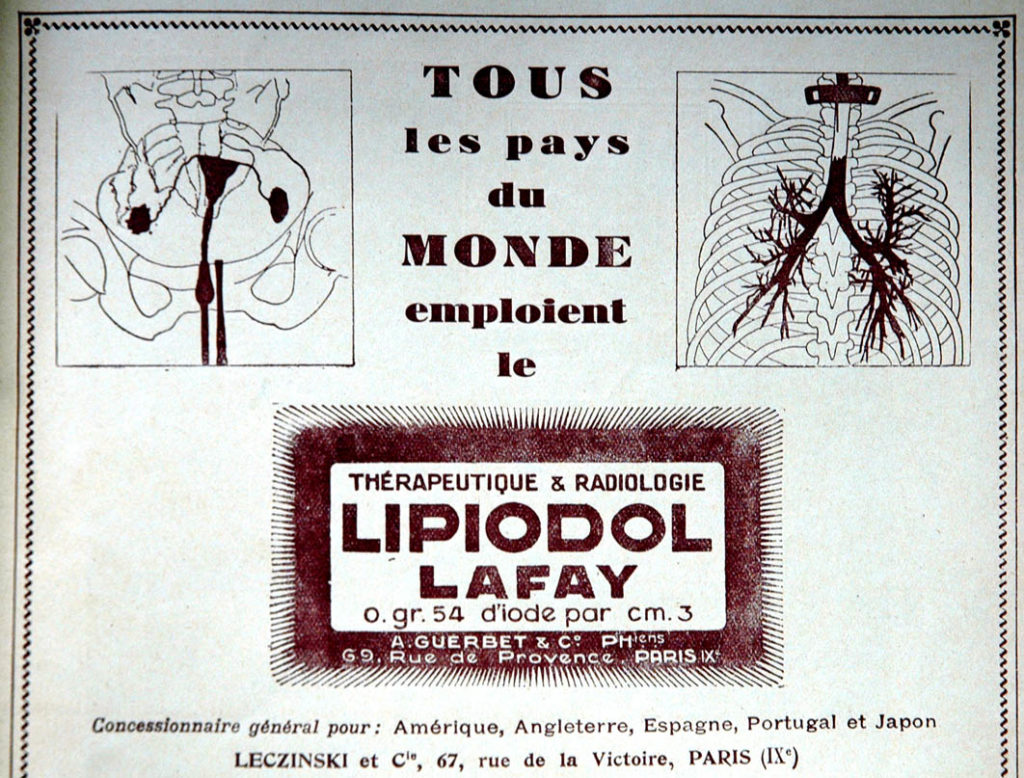 TOUS
les pays
du
MONDE
emploient
le
THÉRAPEUTIQUE & RADIOLOGIE
LIPIODOL
LAFAY
0.gr.54 d'iode par cm.3
A.GUERBET & Cº PHiens
69, Rue de Provence PARIS IXe
Concessionnaire général pour: Amérique, Angleterre, Espagne, Portugal et Japon
LECZINSKI et Cie, 67, rue de la Victoire, PARIS (IXe)